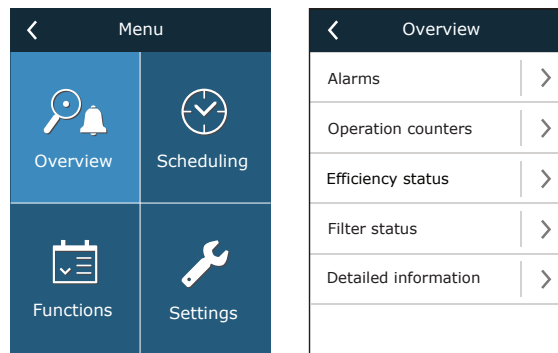 Menu
Overview
Scheduling
Functions
Settings
Overview
Alarms
Operation counters
Efficiency status
Filter status
Detailed information